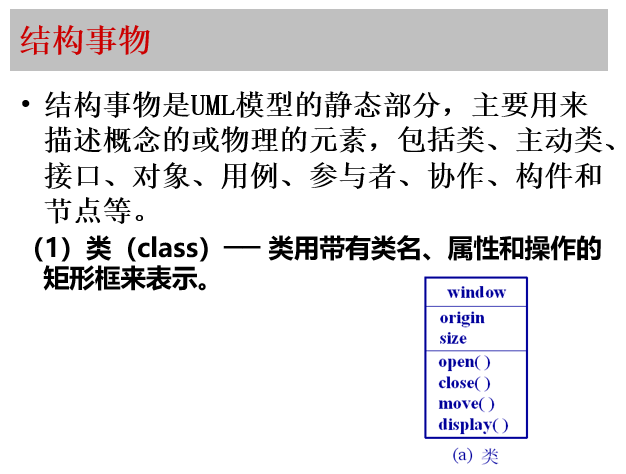 结构事物
• 结构事物是UML模型的静态部分，主要用来
描述概念的或物理的元素，包括类、主动类、
接口、对象、用例、参与者、协作、构件和
节点等。
（1）类（class）── 类用带有类名、属性和操作的
矩形框来表示。
window
origin
size
open( )
close( )
move( )
display( )
(a) 类